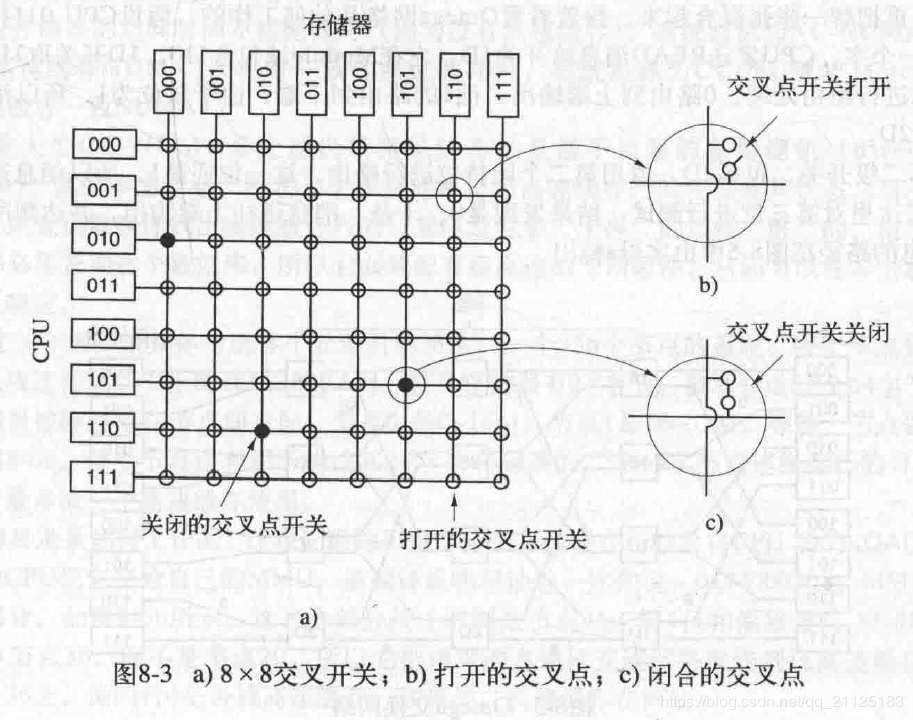 存储器
000 001 010 011 100 101 110 111
交叉点开关打开
000
001
010
b)
011
CPU
交叉点开关关闭
100
101
110
111
c)
关闭的交叉点开关
打开的交叉点开关
a)
图8-3 a) 8×8交叉开关；b) 打开的交叉点；c) 闭合的交叉点
https://blog.csdn.net/qq_21125183